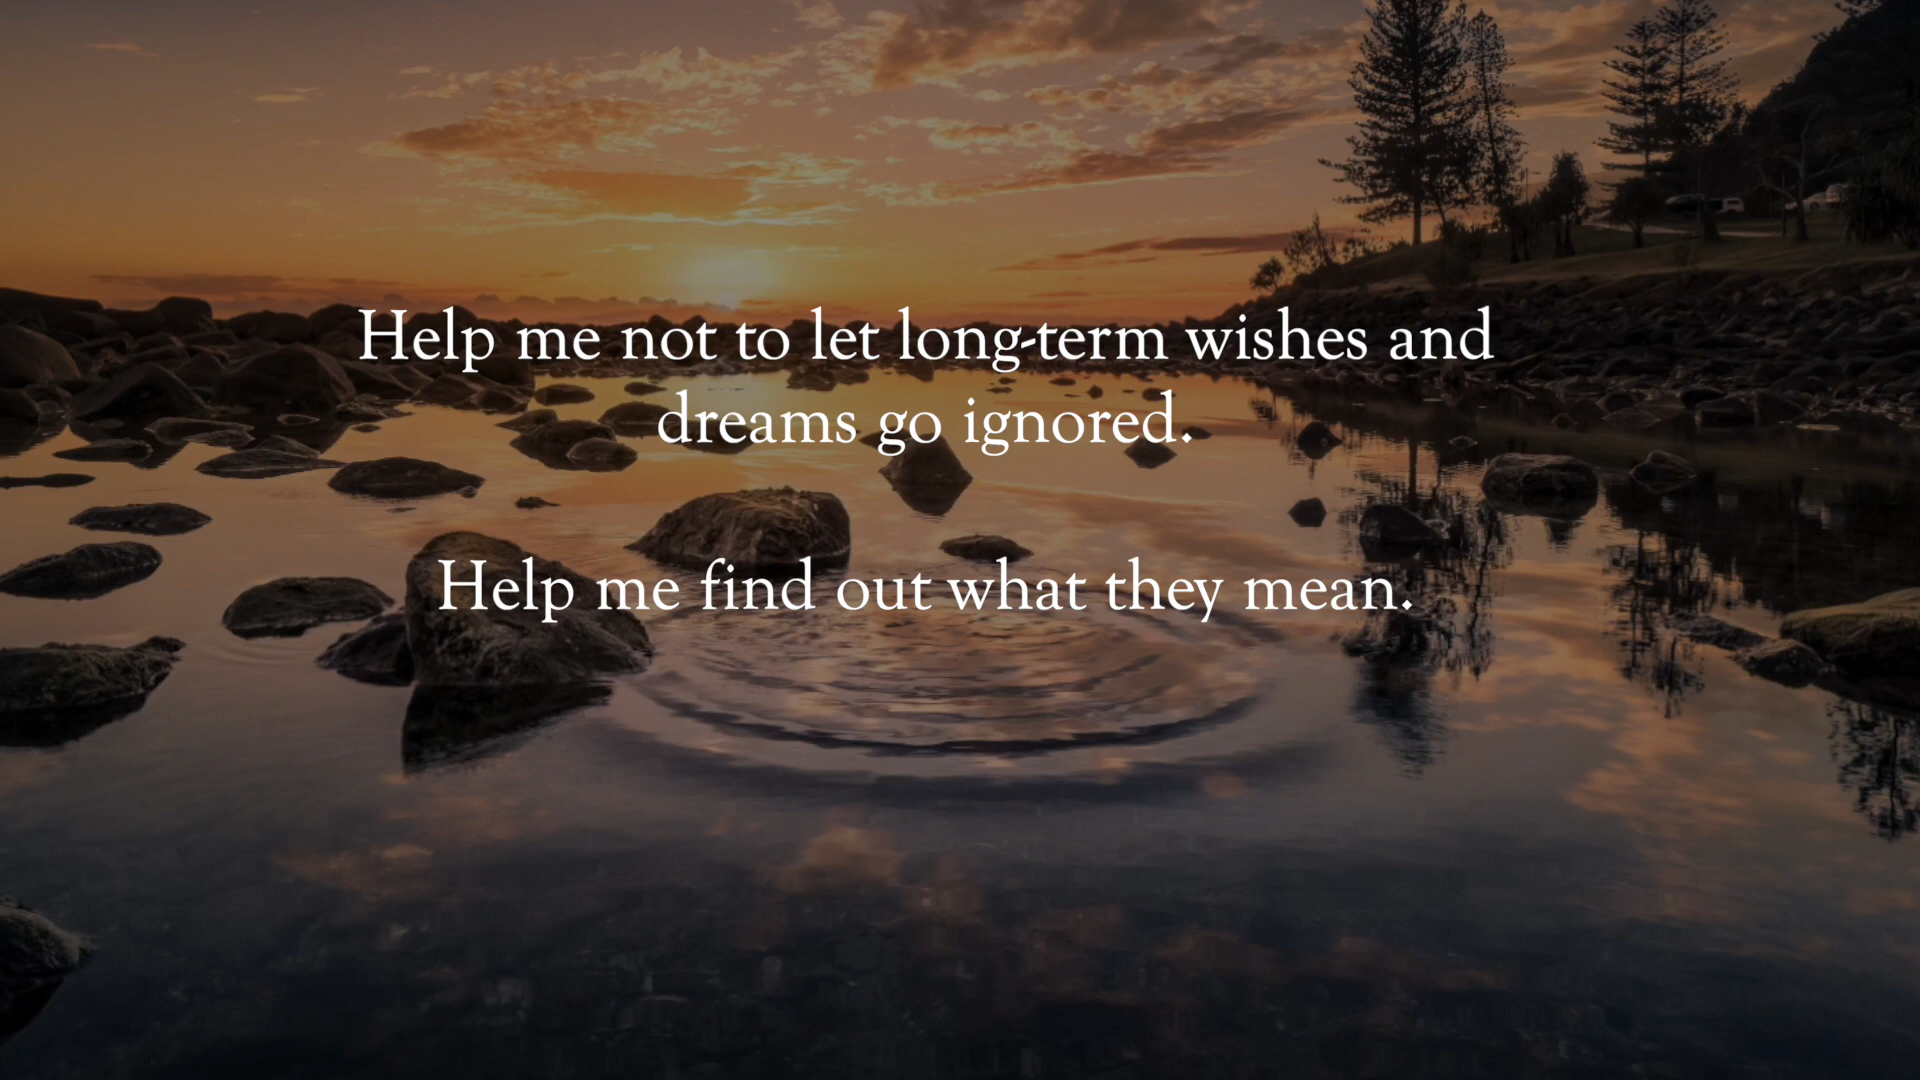 Help me not to let long-term wishes and
dreams go ignored.
Help me find out what they mean.